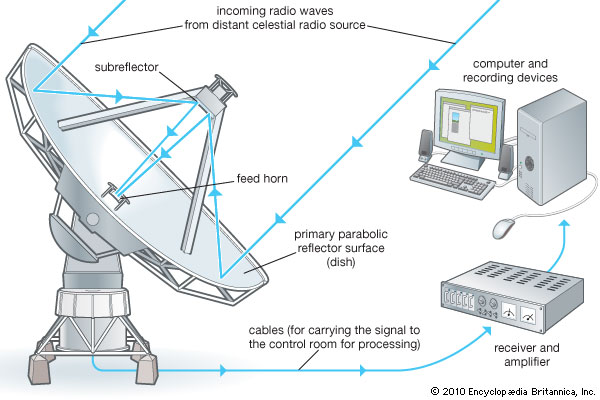 incoming radio waves
from distant celestial radio source
subreflector
computer and
recording devices
feed horn
primary parabolic
reflector surface
(dish)
cables (for carrying the signal to
the control room for processing)
receiver and
amplifier
© 2010 Encyclopædia Britannica, Inc.